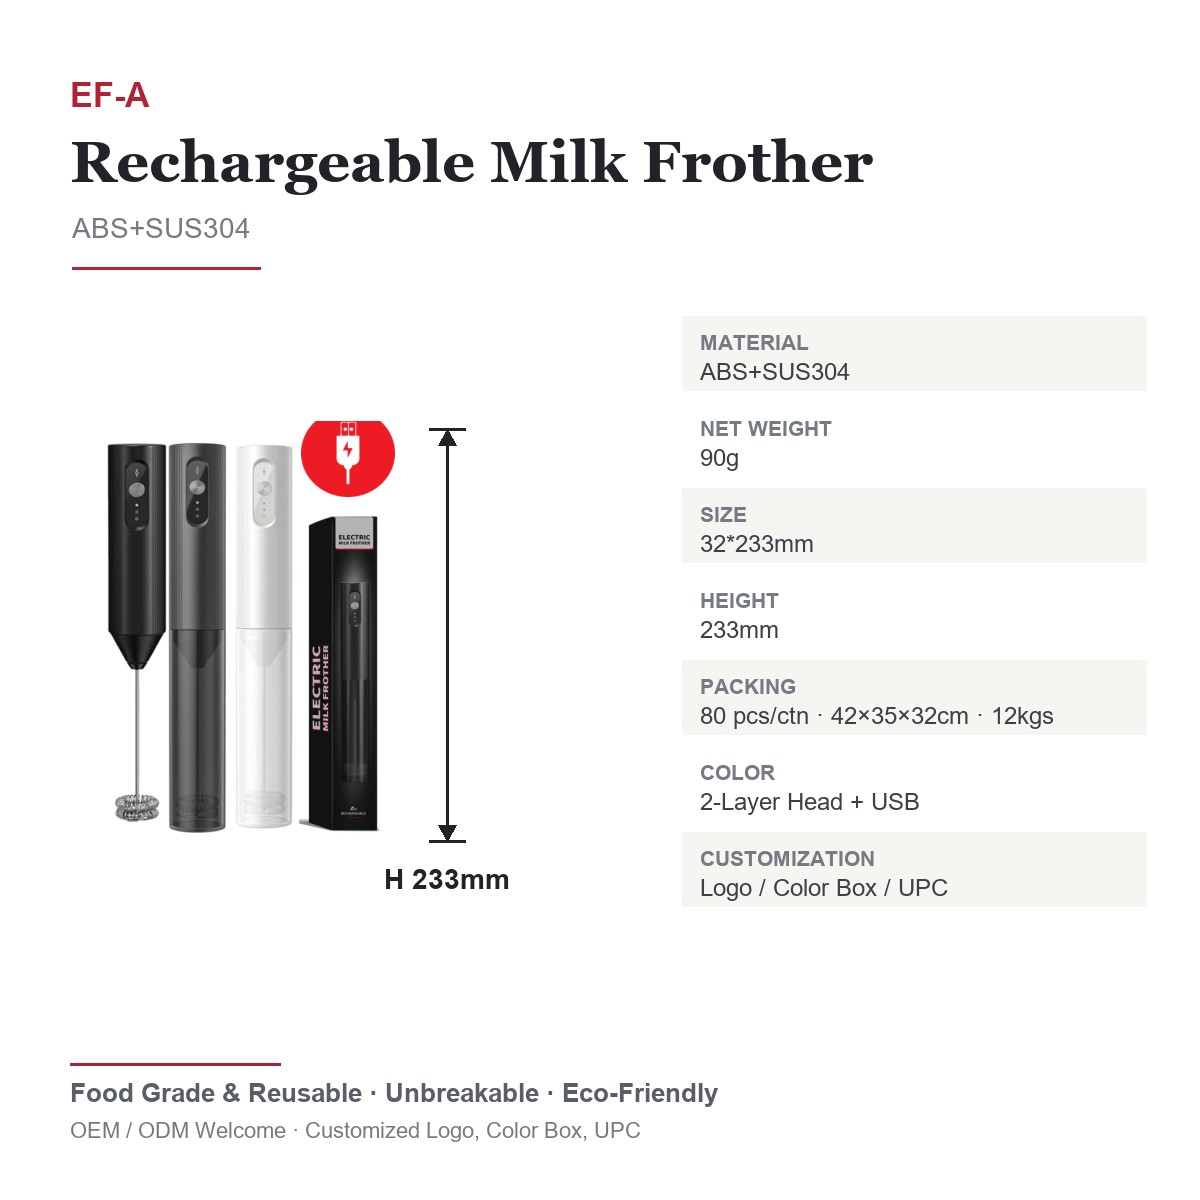 EF-A
Rechargeable Milk Frother
ABS+SUS304
MATERIAL
ABS+SUS304
NET WEIGHT
90g
SIZE
32*233mm
HEIGHT
233mm
PACKING
80 pcs/ctn · 42×35×32cm · 12kgs
COLOR
2-Layer Head + USB
CUSTOMIZATION
Logo / Color Box / UPC
ELECTRIC
MILK FROTHER
ELECTRIC
MILK FROTHER
H 233mm
Food Grade & Reusable · Unbreakable · Eco-Friendly
OEM / ODM Welcome · Customized Logo, Color Box, UPC